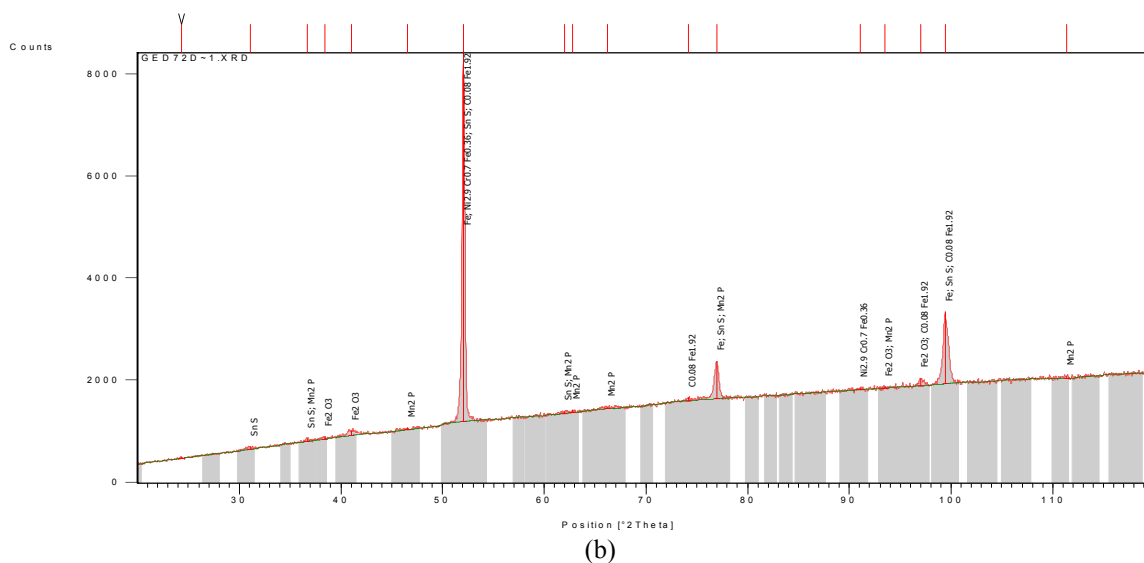 Counts
GED72D~1.XRD
8000
6000
4000
2000
0
Sn S
Sn S; Mn2 P
Fe2 O3
Fe2 O3
Mn2 P
Fe; Ni2.9 Cr0.7 Fe0.36; Sn S; C0.08 Fe1.92
Sn S; Mn2 P
Mn2 P
Mn2 P
C0.08 Fe1.92
Fe; Sn S; Mn2 P
Ni2.9 Cr0.7 Fe0.36
Fe2 O3; Mn2 P
Fe2 O3; C0.08 Fe1.92
Fe; Sn S; C0.08 Fe1.92
Mn2 P
30 40 50 60 70 80 90 100 110
Position [°2Theta]
(b)